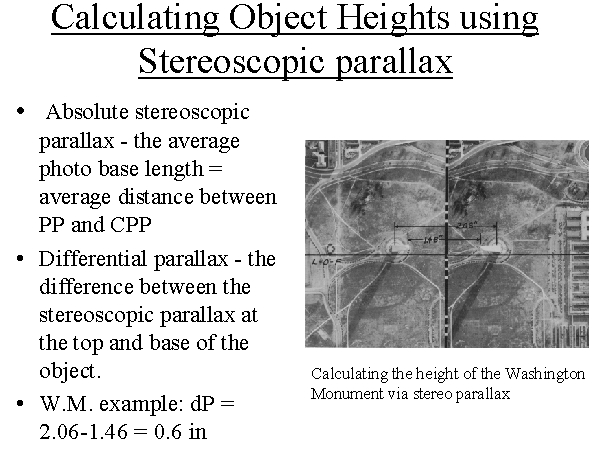 Calculating Object Heights using
Stereoscopic parallax
• Absolute stereoscopic
parallax - the average
photo base length =
average distance between
PP and CPP
• Differential parallax - the
difference between the
stereoscopic parallax at
the top and base of the
object.
• W.M. example: dP =
2.06-1.46 = 0.6 in
Calculating the height of the Washington
Monument via stereo parallax